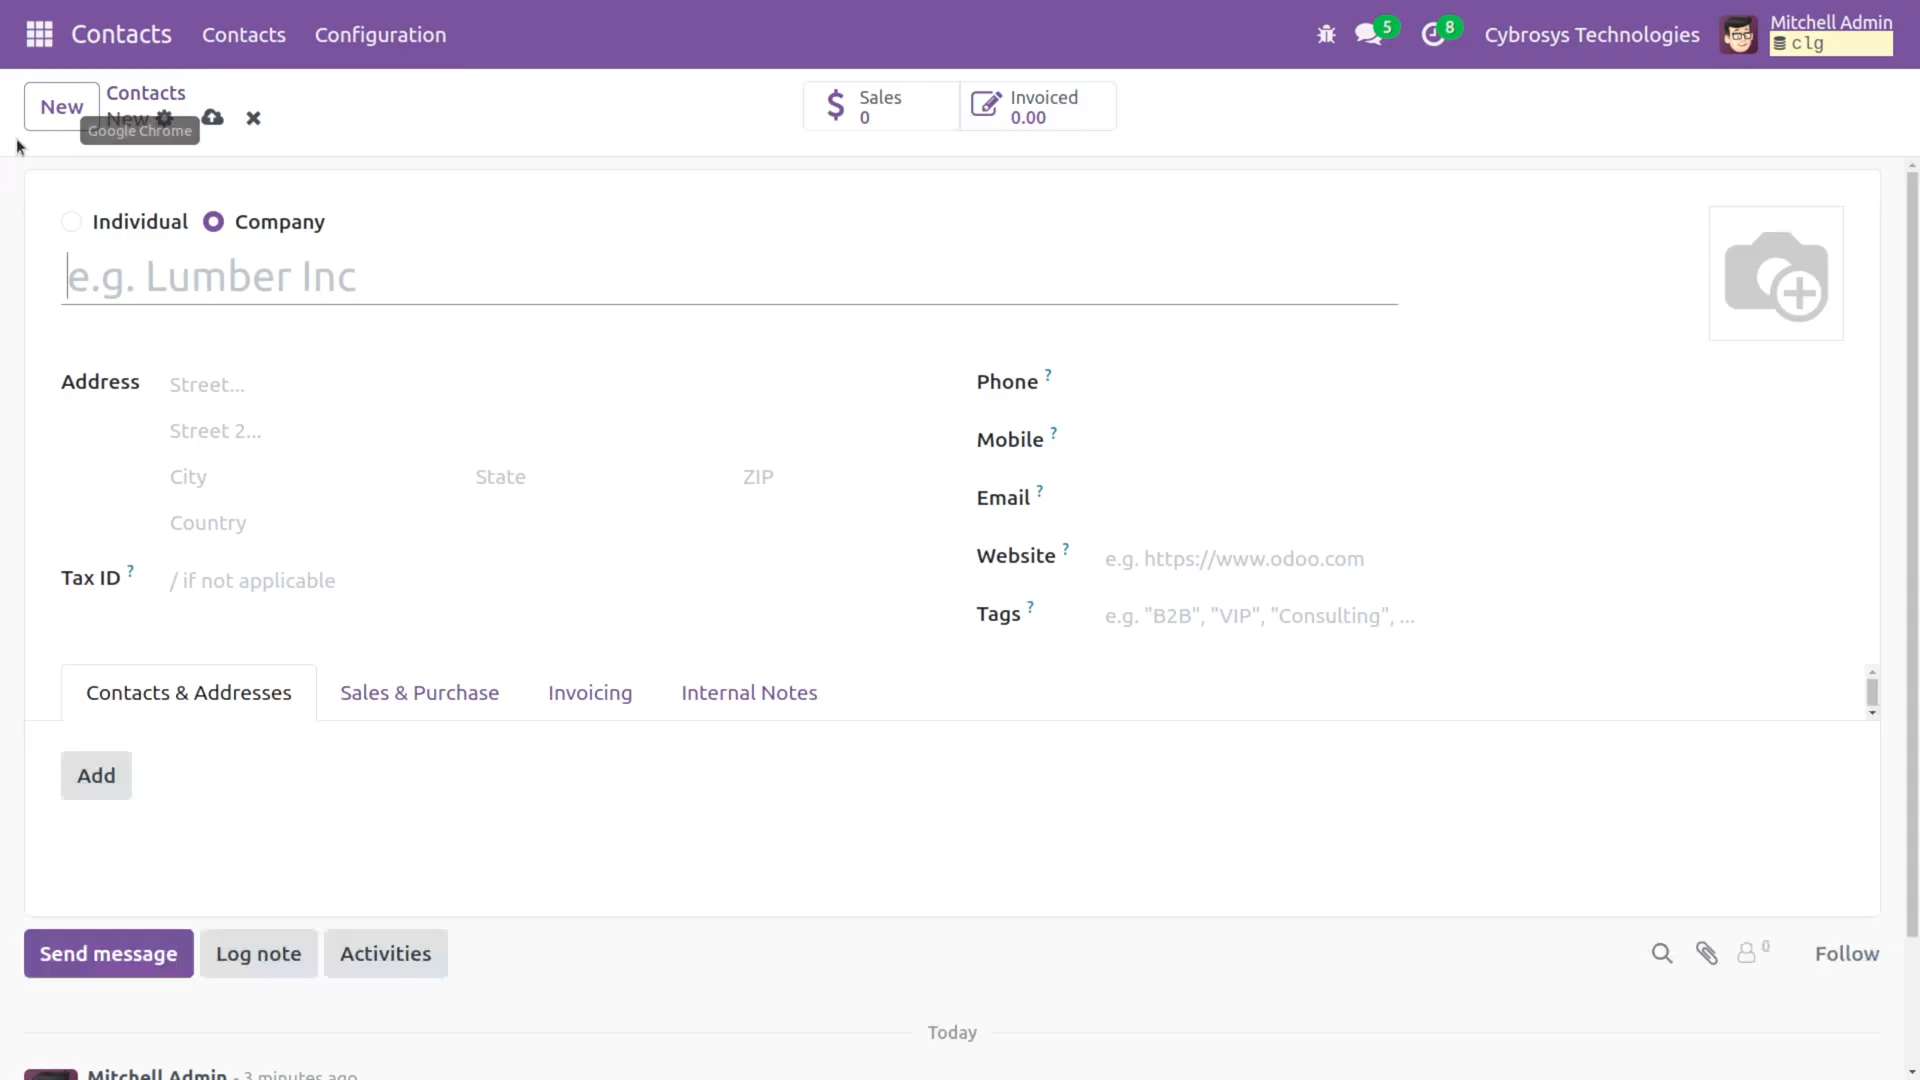 Contacts Contacts Configuration 5 8 Cybrosys Technologies Mitchell Admin
clg
New Contacts
New
Google Chrome
Sales
0
Invoiced
0.00
Individual Company
e.g. Lumber Inc
Address Street...
Street 2...
City State ZIP
Country
Tax ID ? / if not applicable
Phone ?
Mobile ?
Email ?
Website ? e.g. https://www.odoo.com
Tags ? e.g. "B2B", "VIP", "Consulting", ...
Contacts & Addresses Sales & Purchase Invoicing Internal Notes
Add
Send message Log note Activities 0 Follow
Today
Mitchell Admin - 3 minutes ago